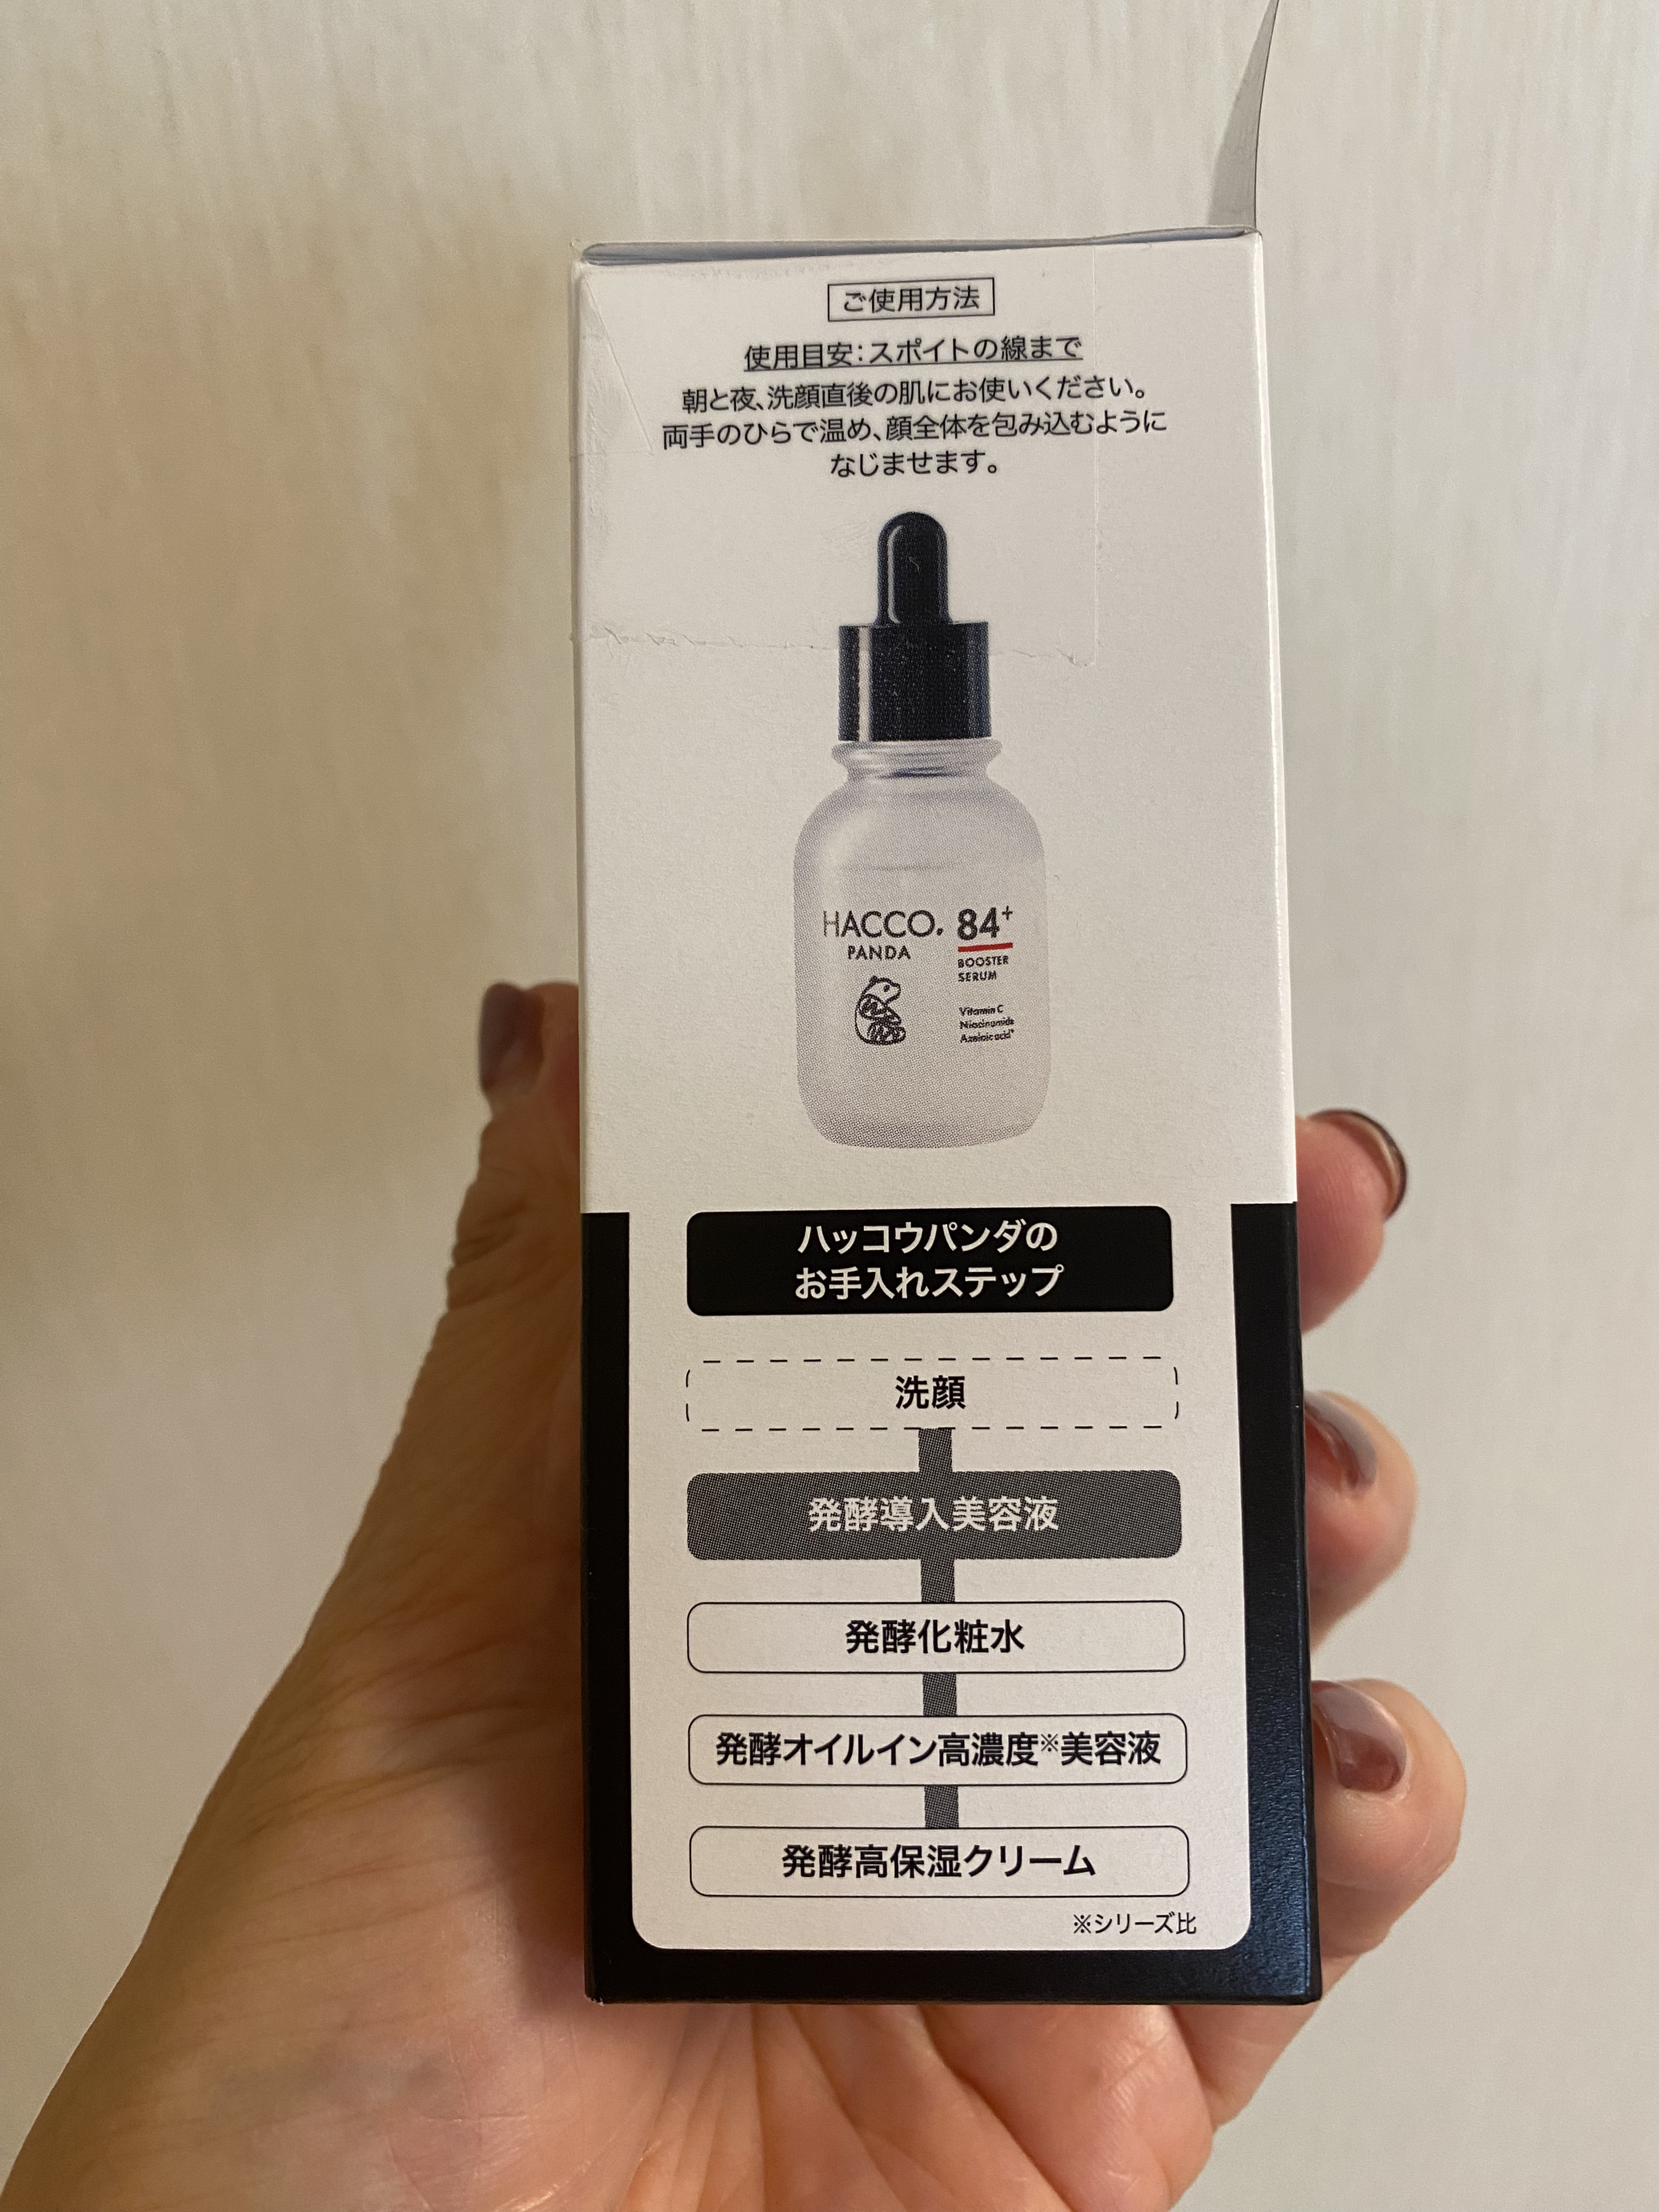 ご使用方法
使用目安：スポイトの線まで
朝と夜、洗顔直後の肌にお使いください。
両手のひらで温め、顔全体を包み込むように
なじませます。
HACCO, 84+
PANDA
BOOSTER
SERUM
Vitamin C
Niacinamide
Azelaic acid*
ハッコウパンダの
お手入れステップ
洗顔
発酵導入美容液
発酵化粧水
発酵オイルイン高濃度※美容液
発酵高保湿クリーム
※シリーズ比